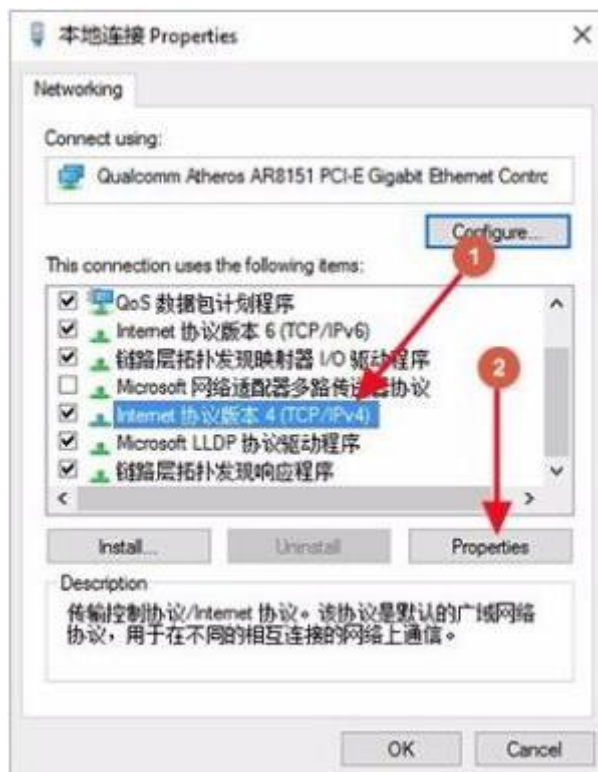 本地连接 Properties
Networking
Connect using:
Qualcomm Atheros AR8151 PCI-E Gigabit Ethernet Contrc
Configure...
1
This connection uses the following items:
QoS 数据包计划程序
Internet 协议版本 6 (TCP/IPv6)
链路层拓扑发现映射器 I/O 驱动程序
2
Microsoft 网络适配器多路传送器协议
Internet 协议版本 4 (TCP/IPv4)
Microsoft LLDP 协议驱动程序
链路层拓扑发现响应程序
Install...
Uninstall
Properties
Description
传输控制协议/Internet 协议。该协议是默认的广域网络
协议，用于在不同的相互连接的网络上通信。
OK
Cancel